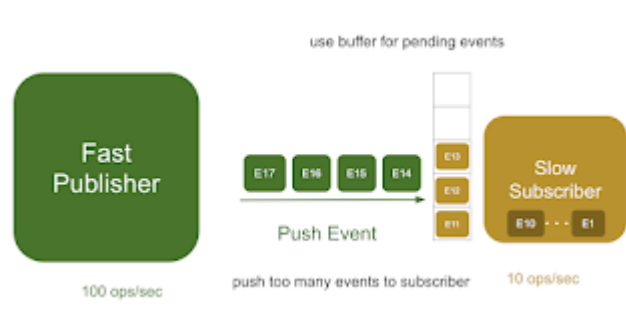 use buffer for pending events
Fast
Publisher
E17 E16 E15 E14
E13
E12
E11
Slow
Subscriber
E10 · · · E1
Push Event
push too many events to subscriber
100 ops/sec
10 ops/sec